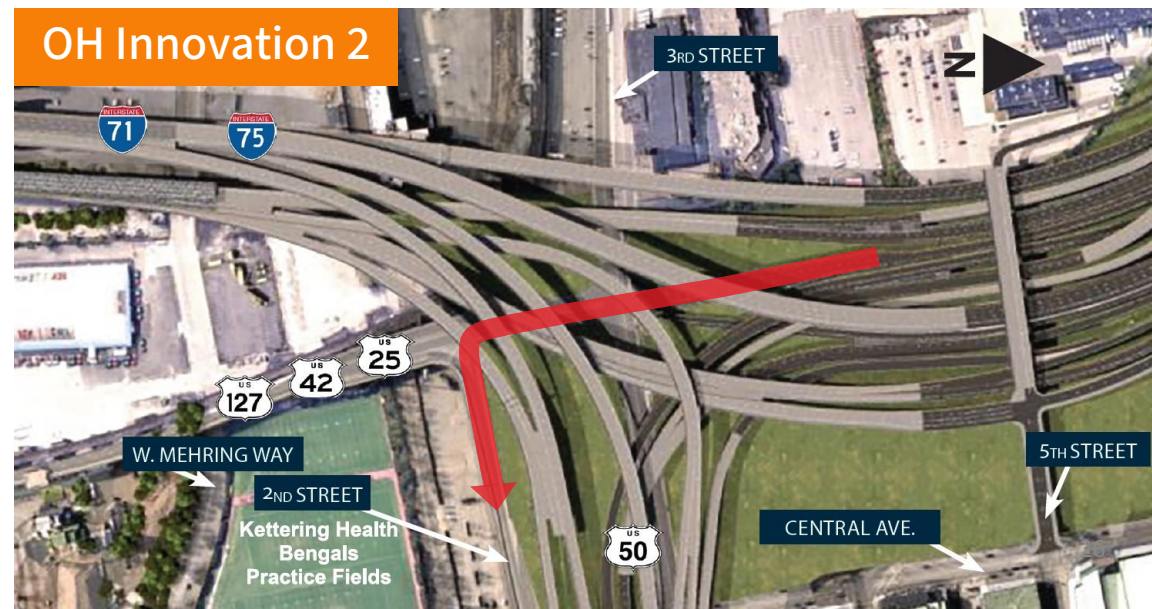 OH Innovation 2
3RD STREET
N
INTERSTATE
71
INTERSTATE
75
US
25
US
42
US
127
W. MEHRING WAY
2ND STREET
Kettering Health
Bengals
Practice Fields
US
50
5TH STREET
CENTRAL AVE.